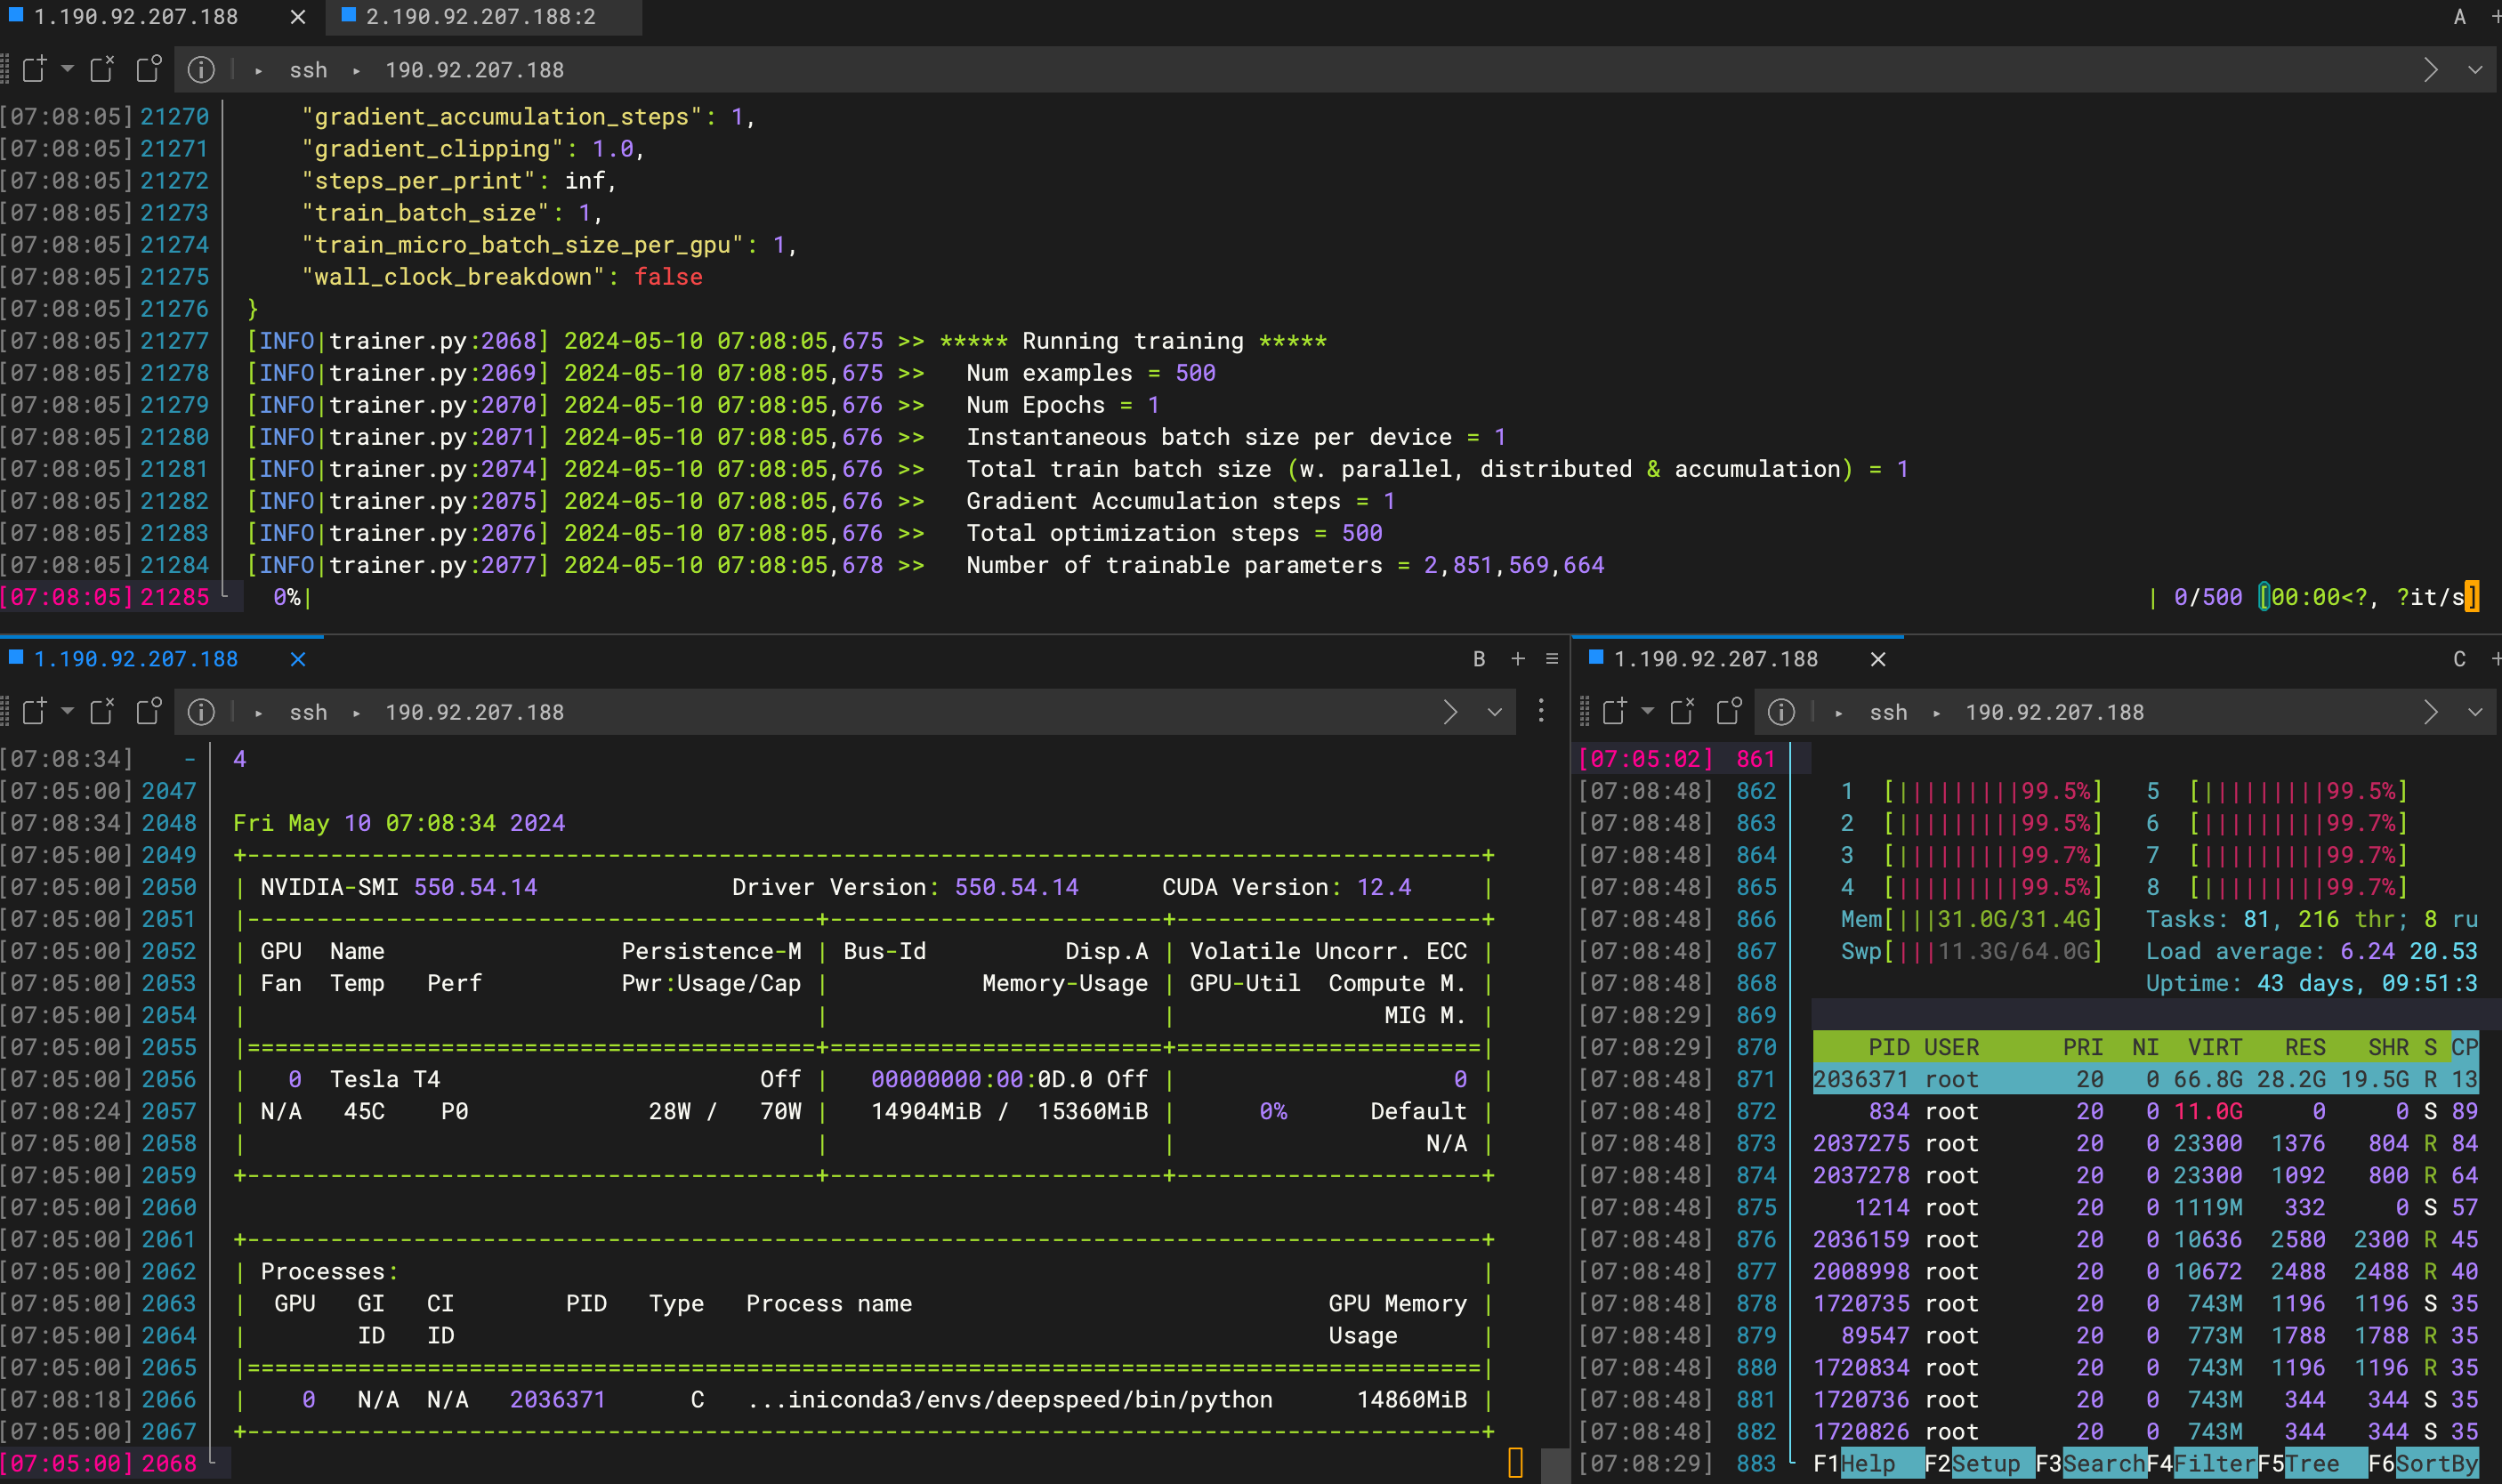 1.190.92.207.188 × 2.190.92.207.188:2 A +
ssh 190.92.207.188
[07:08:05] 21270 "gradient_accumulation_steps": 1,
[07:08:05] 21271 "gradient_clipping": 1.0,
[07:08:05] 21272 "steps_per_print": inf,
[07:08:05] 21273 "train_batch_size": 1,
[07:08:05] 21274 "train_micro_batch_size_per_gpu": 1,
[07:08:05] 21275 "wall_clock_breakdown": false
[07:08:05] 21276 }
[07:08:05] 21277 [INFO|trainer.py:2068] 2024-05-10 07:08:05,675 >> ***** Running training *****
[07:08:05] 21278 [INFO|trainer.py:2069] 2024-05-10 07:08:05,675 >> Num examples = 500
[07:08:05] 21279 [INFO|trainer.py:2070] 2024-05-10 07:08:05,676 >> Num Epochs = 1
[07:08:05] 21280 [INFO|trainer.py:2071] 2024-05-10 07:08:05,676 >> Instantaneous batch size per device = 1
[07:08:05] 21281 [INFO|trainer.py:2074] 2024-05-10 07:08:05,676 >> Total train batch size (w. parallel, distributed & accumulation) = 1
[07:08:05] 21282 [INFO|trainer.py:2075] 2024-05-10 07:08:05,676 >> Gradient Accumulation steps = 1
[07:08:05] 21283 [INFO|trainer.py:2076] 2024-05-10 07:08:05,676 >> Total optimization steps = 500
[07:08:05] 21284 [INFO|trainer.py:2077] 2024-05-10 07:08:05,678 >> Number of trainable parameters = 2,851,569,664
[07:08:05] 21285 0%| | 0/500 [00:00<?, ?it/s]
1.190.92.207.188 × B + ≡
ssh 190.92.207.188
[07:08:34] - 4
[07:05:00] 2047
[07:08:34] 2048 Fri May 10 07:08:34 2024
[07:05:00] 2049 +-----------------------------------------------------------------------------------------+
[07:05:00] 2050 | NVIDIA-SMI 550.54.14 Driver Version: 550.54.14 CUDA Version: 12.4 |
[07:05:00] 2051 |-----------------------------------------+------------------------+----------------------+
[07:05:00] 2052 | GPU Name Persistence-M | Bus-Id Disp.A | Volatile Uncorr. ECC |
[07:05:00] 2053 | Fan Temp Perf Pwr:Usage/Cap | Memory-Usage | GPU-Util Compute M. |
[07:05:00] 2054 | | | MIG M. |
[07:05:00] 2055 |=========================================+========================+======================|
[07:05:00] 2056 | 0 Tesla T4 Off | 00000000:00:0D.0 Off | 0 |
[07:08:24] 2057 | N/A 45C P0 28W / 70W | 14904MiB / 15360MiB | 0% Default |
[07:05:00] 2058 | | | N/A |
[07:05:00] 2059 +-----------------------------------------+------------------------+----------------------+
[07:05:00] 2060
[07:05:00] 2061 +-----------------------------------------------------------------------------------------+
[07:05:00] 2062 | Processes: |
[07:05:00] 2063 | GPU GI CI PID Type Process name GPU Memory |
[07:05:00] 2064 | ID ID Usage |
[07:05:00] 2065 |=========================================================================================|
[07:08:18] 2066 | 0 N/A N/A 2036371 C ...iniconda3/envs/deepspeed/bin/python 14860MiB |
[07:05:00] 2067 +-----------------------------------------------------------------------------------------+
[07:05:00] 2068
1.190.92.207.188 × C +
ssh 190.92.207.188
[07:05:02] 861
[07:08:48] 862 1 [|||||||||99.5%] 5 [|||||||||99.5%]
[07:08:48] 863 2 [|||||||||99.5%] 6 [|||||||||99.7%]
[07:08:48] 864 3 [|||||||||99.7%] 7 [|||||||||99.7%]
[07:08:48] 865 4 [|||||||||99.5%] 8 [|||||||||99.7%]
[07:08:48] 866 Mem[|||31.0G/31.4G] Tasks: 81, 216 thr; 8 ru
[07:08:48] 867 Swp[|||11.3G/64.0G] Load average: 6.24 20.53
[07:08:48] 868 Uptime: 43 days, 09:51:3
[07:08:29] 869
[07:08:29] 870 PID USER PRI NI VIRT RES SHR S CP
[07:08:48] 871 2036371 root 20 0 66.8G 28.2G 19.5G R 13
[07:08:48] 872 834 root 20 0 11.0G 0 0 S 89
[07:08:48] 873 2037275 root 20 0 23300 1376 804 R 84
[07:08:48] 874 2037278 root 20 0 23300 1092 800 R 64
[07:08:48] 875 1214 root 20 0 1119M 332 0 S 57
[07:08:48] 876 2036159 root 20 0 10636 2580 2300 R 45
[07:08:48] 877 2008998 root 20 0 10672 2488 2488 R 40
[07:08:48] 878 1720735 root 20 0 743M 1196 1196 S 35
[07:08:48] 879 89547 root 20 0 773M 1788 1788 R 35
[07:08:48] 880 1720834 root 20 0 743M 1196 1196 R 35
[07:08:48] 881 1720736 root 20 0 743M 344 344 S 35
[07:08:48] 882 1720826 root 20 0 743M 344 344 S 35
[07:08:29] 883 F1Help F2Setup F3SearchF4FilterF5Tree F6SortBy